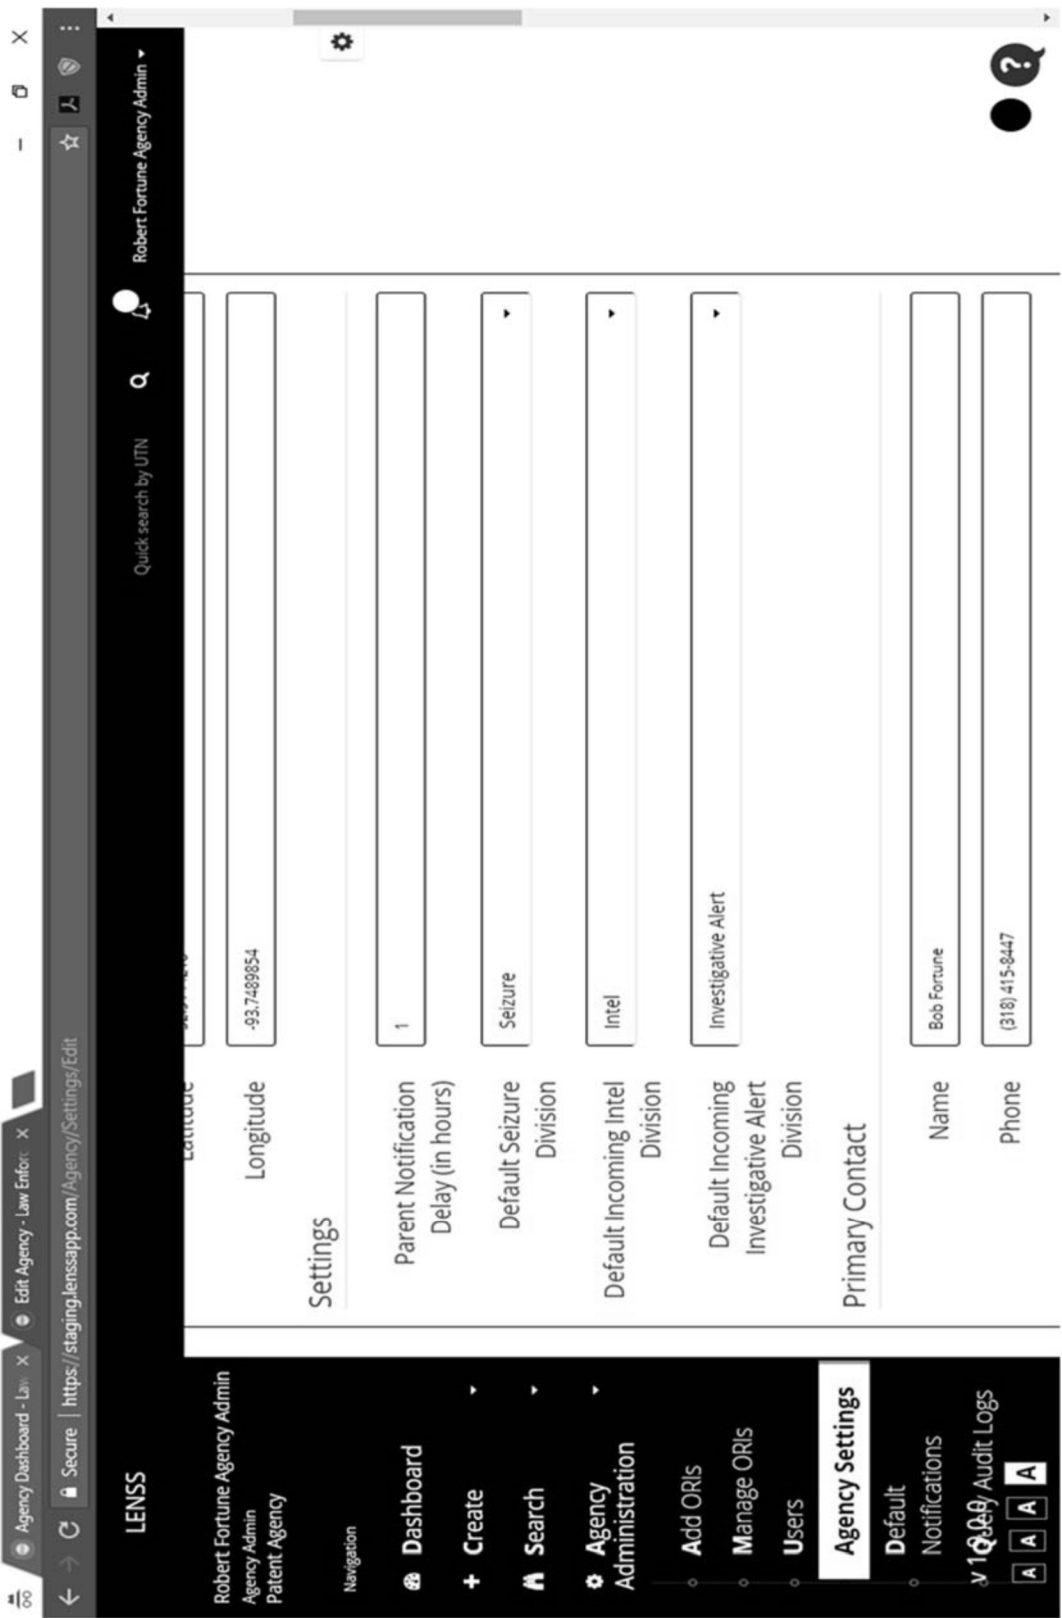 Agency Dashboard - Law X
Edit Agency - Law Enforc X
Secure | https://staging.lenssapp.com/Agency/Settings/Edit
LENSS
Quick search by UTN
Robert Fortune Agency Admin
Robert Fortune Agency Admin
Agency Admin
Patent Agency
Navigation
Dashboard
Create
Search
Agency
Administration
Add ORIs
Manage ORIs
Users
Agency Settings
Default
Notifications
Audit Logs
A A A A
Latitude
Longitude
-93.7489854
Settings
Parent Notification
Delay (in hours)
1
Default Seizure
Division
Seizure
Default Incoming Intel
Division
Intel
Default Incoming
Investigative Alert
Division
Investigative Alert
Primary Contact
Name
Bob Fortune
Phone
(318) 415-8447
?